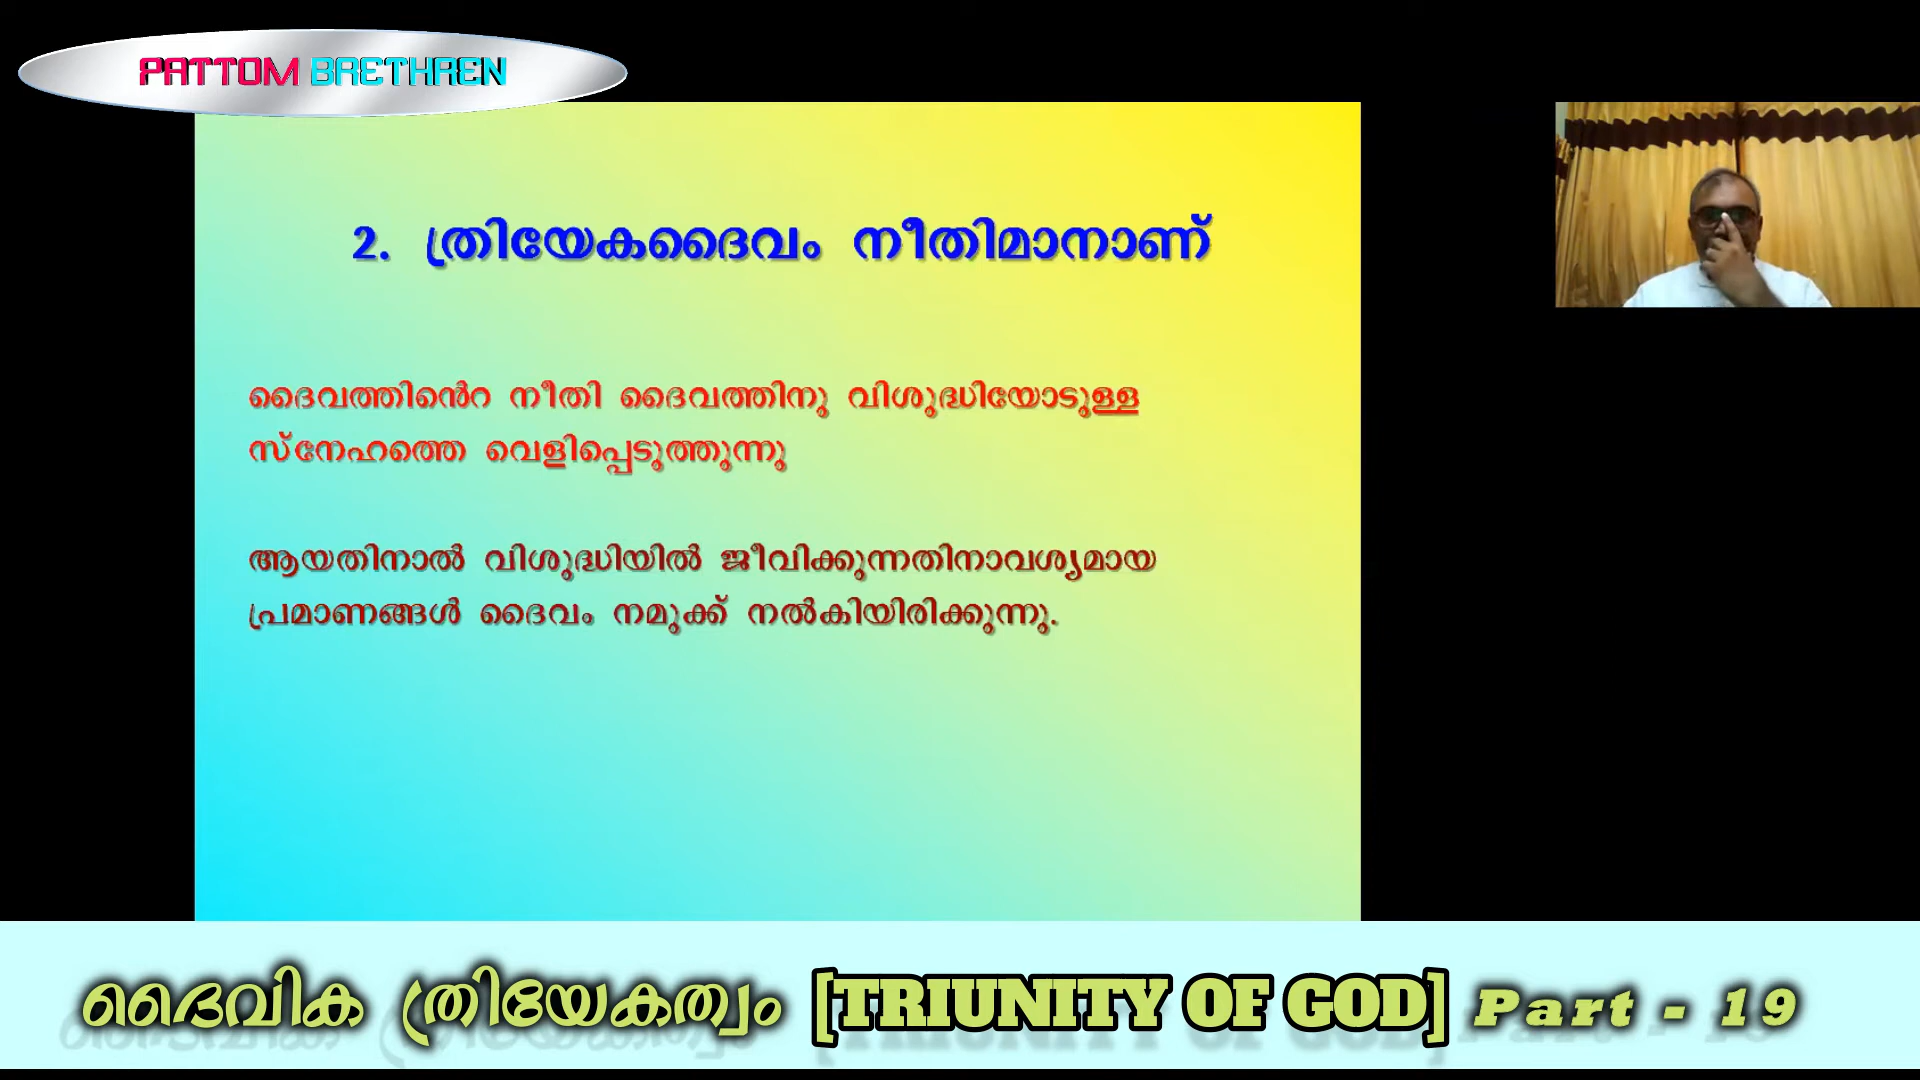 PATTOM BRETHREN
2. ത്രിയേകദൈവം നീതിമാനാണ്
ദൈവത്തിൻെറ നീതി ദൈവത്തിനു വിശുദ്ധിയോടുള്ള
സ്നേഹത്തെ വെളിപ്പെടുത്തുന്നു
ആയതിനാൽ വിശുദ്ധിയിൽ ജീവിക്കുന്നതിനാവശ്യമായ
പ്രമാണങ്ങൾ ദൈവം നമുക്ക് നൽകിയിരിക്കുന്നു.
ദൈവിക ത്രിയേകത്വം [TRIUNITY OF GOD] Part - 19